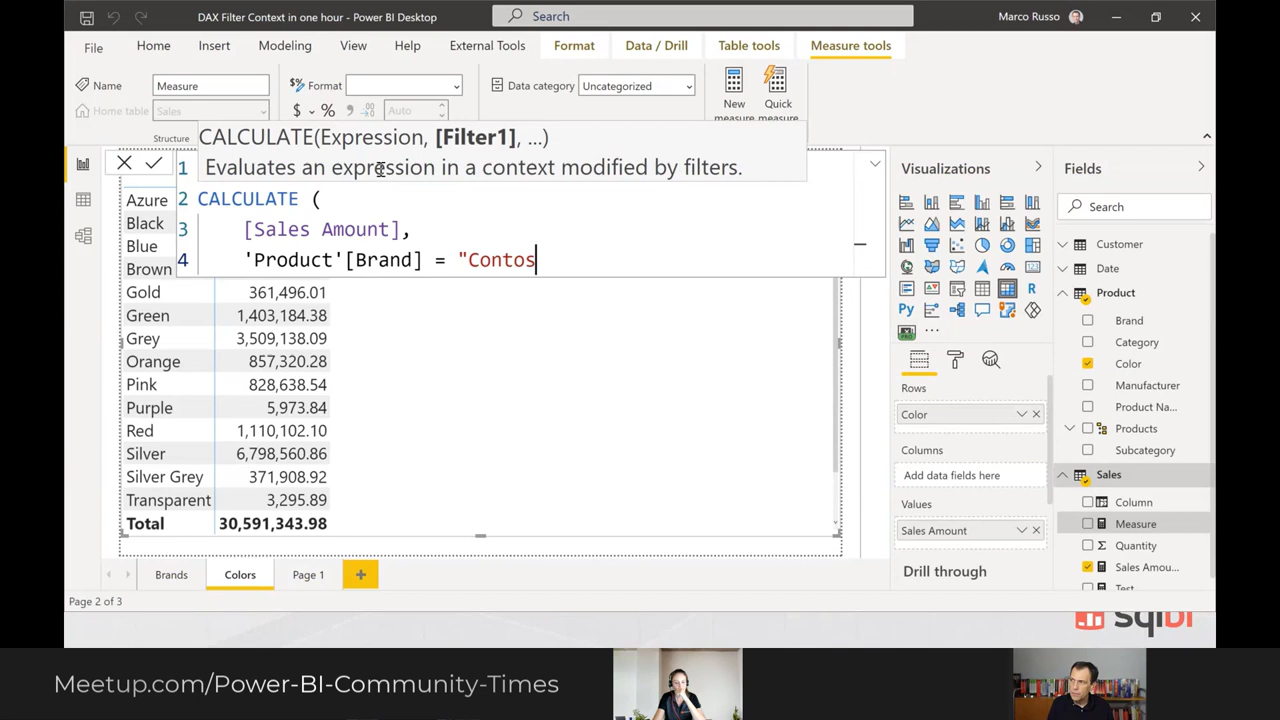 DAX Filter Context in one hour - Power BI Desktop
Search
Marco Russo
File Home Insert Modeling View Help External Tools Format Data / Drill Table tools Measure tools
Name Measure
Format
Data category Uncategorized
New measure
Quick measure
Home table Sales
$ % Auto
Structure
CALCULATE(Expression, [Filter1], ...)
Evaluates an expression in a context modified by filters.
1
2 CALCULATE (
3 [Sales Amount],
4 'Product'[Brand] = "Contos
Azure
Black
Blue
Brown
Gold 361,496.01
Green 1,403,184.38
Grey 3,509,138.09
Orange 857,320.28
Pink 828,638.54
Purple 5,973.84
Red 1,110,102.10
Silver 6,798,560.86
Silver Grey 371,908.92
Transparent 3,295.89
Total 30,591,343.98
Visualizations
R
Py
...
Rows
Color
Columns
Add data fields here
Values
Sales Amount
Drill through
Fields
Search
Customer
Date
Product
Brand
Category
Color
Manufacturer
Product Na...
Products
Subcategory
Sales
Column
Measure
Quantity
Sales Amou...
Test
Brands Colors Page 1
Page 2 of 3
sqlbi
Meetup.com/Power-BI-Community-Times